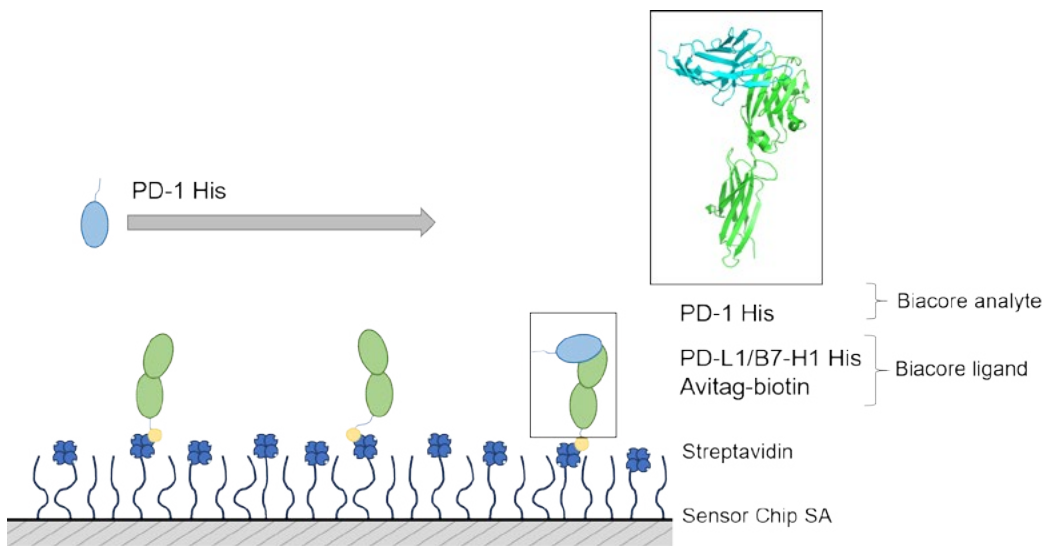 PD-1 His
PD-1 His
Biacore analyte
PD-L1/B7-H1 His
Avitag-biotin
Biacore ligand
Streptavidin
Sensor Chip SA